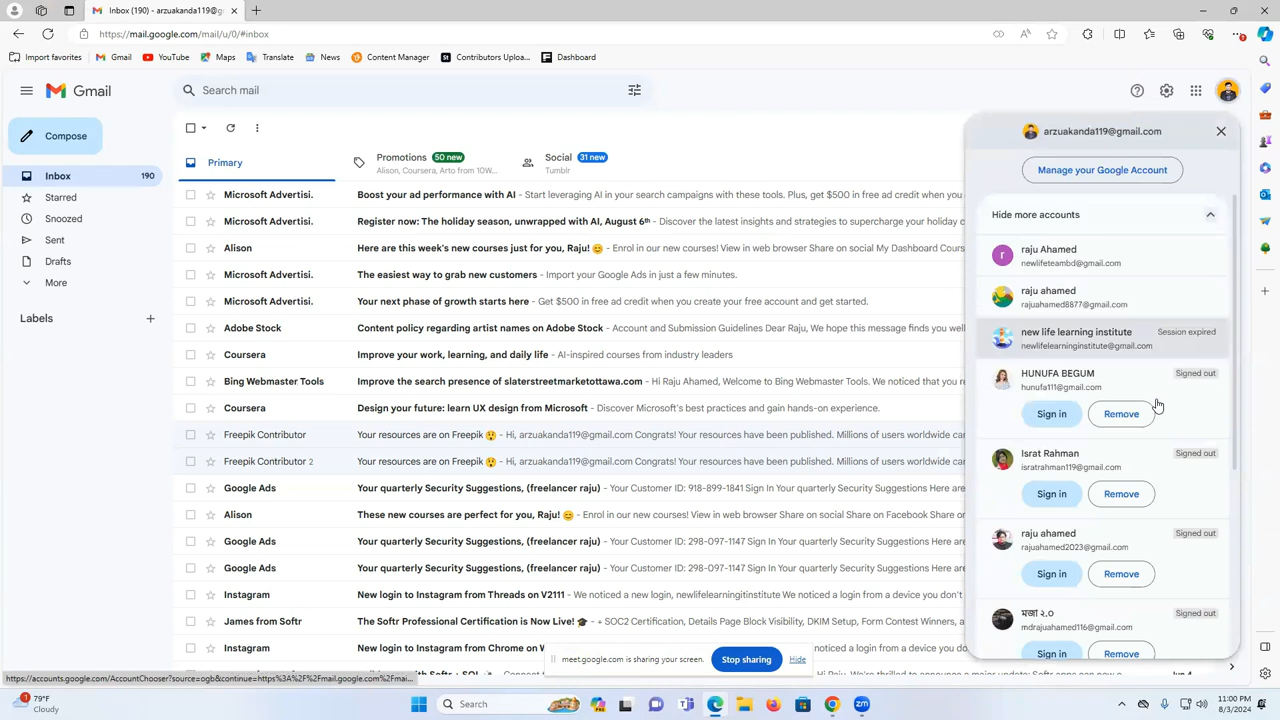 Inbox (190) - arzuakanda119@g
https://mail.google.com/mail/u/0/#inbox
Import favorites Gmail YouTube Maps Translate News Content Manager Contributors Uploa... Dashboard
Gmail
Search mail
Compose
Inbox 190
Starred
Snoozed
Sent
Drafts
More
Labels
Primary
Promotions 50 new
Alison, Coursera, Arto from 10W...
Social 31 new
Tumblr
Microsoft Advertisi. Boost your ad performance with AI - Start leveraging AI in your search campaigns with these tools. Plus, get $500 in free ad credit when you
Microsoft Advertisi. Register now: The holiday season, unwrapped with AI, August 6ᵗʰ - Discover the latest insights and strategies to supercharge your holiday
Alison Here are this week's new courses just for you, Raju! 😊 - Enrol in our new courses! View in web browser Share on social My Dashboard Cours
Microsoft Advertisi. The easiest way to grab new customers - Import your Google Ads in just a few minutes.
Microsoft Advertisi. Your next phase of growth starts here - Get $500 in free ad credit when you create your free account and get started.
Adobe Stock Content policy regarding artist names on Adobe Stock - Account and Submission Guidelines Dear Raju, We hope this message finds you well
Coursera Improve your work, learning, and daily life - AI-inspired courses from industry leaders
Bing Webmaster Tools Improve the search presence of slaterstreetmarketottawa.com - Hi Raju Ahamed, Welcome to Bing Webmaster Tools. We noticed that
Coursera Design your future: learn UX design from Microsoft - Discover Microsoft's best practices and gain hands-on experience.
Freepik Contributor Your resources are on Freepik 😲 - Hi, arzuakanda119@gmail.com Congrats! Your resources have been published. Millions of users worldwide
Freepik Contributor 2 Your resources are on Freepik 😲 - Hi, arzuakanda119@gmail.com Congrats! Your resources have been published. Millions of users worldwide
Google Ads Your quarterly Security Suggestions, (freelancer raju) - Your Customer ID: 918-899-1841 Sign In Your quarterly Security Suggestions Here are
Alison These new courses are perfect for you, Raju! 😊 - Enrol in our new courses! View in web browser Share on social Share on Facebook Share
Google Ads Your quarterly Security Suggestions, (freelancer raju) - Your Customer ID: 298-097-1147 Sign In Your quarterly Security Suggestions Here are
Google Ads Your quarterly Security Suggestions, (freelancer raju) - Your Customer ID: 298-097-1147 Sign In Your quarterly Security Suggestions Here are
Instagram New login to Instagram from Threads on V2111 - We noticed a new login, newlifelearningitinstitute We noticed a login from a device you don't
James from Softr The Softr Professional Certification is Now Live! 🎓 - + SOC2 Certification, Details Page Block Visibility, DKIM Setup, Form Contest Winners, a
Instagram New login to Instagram from Chrome on
arzuakanda119@gmail.com
Manage your Google Account
Hide more accounts
raju Ahamed
newlifeteambd@gmail.com
raju ahamed
rajuahamed8877@gmail.com
new life learning institute Session expired
newlifelearninginstitute@gmail.com
HUNUFA BEGUM Signed out
hunufa111@gmail.com
Sign in Remove
Israt Rahman Signed out
isratrahman119@gmail.com
Sign in Remove
raju ahamed Signed out
rajuahamed2023@gmail.com
Sign in Remove
মজা ২.০ Signed out
mdrajuahamed116@gmail.com
Sign in Remove
meet.google.com is sharing your screen. Stop sharing Hide
https://accounts.google.com/AccountChooser?source=ogb&continue=https%3A%2F%2Fmail.google.com%2Fmai...
79°F
Cloudy
Search
11:00 PM
8/3/2024